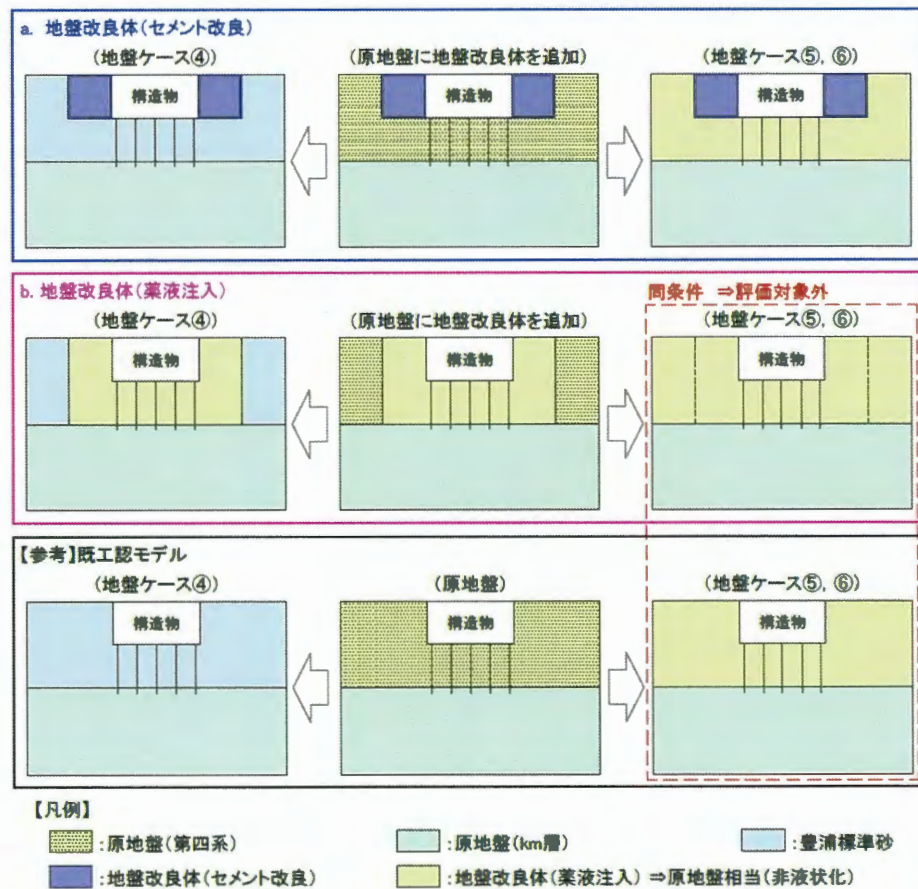 a. 地盤改良体(セメント改良)
(地盤ケース④) (原地盤に地盤改良体を追加) (地盤ケース⑤, ⑥)
構造物 構造物 構造物
b. 地盤改良体(薬液注入) 同条件 ⇒評価対象外
(地盤ケース④) (原地盤に地盤改良体を追加) (地盤ケース⑤, ⑥)
構造物 構造物 構造物
【参考】既工認モデル
(地盤ケース④) (原地盤) (地盤ケース⑤, ⑥)
構造物 構造物 構造物
【凡例】
:原地盤(第四系) :原地盤(km層) :豊浦標準砂
:地盤改良体(セメント改良) :地盤改良体(薬液注入) ⇒原地盤相当(非液状化)